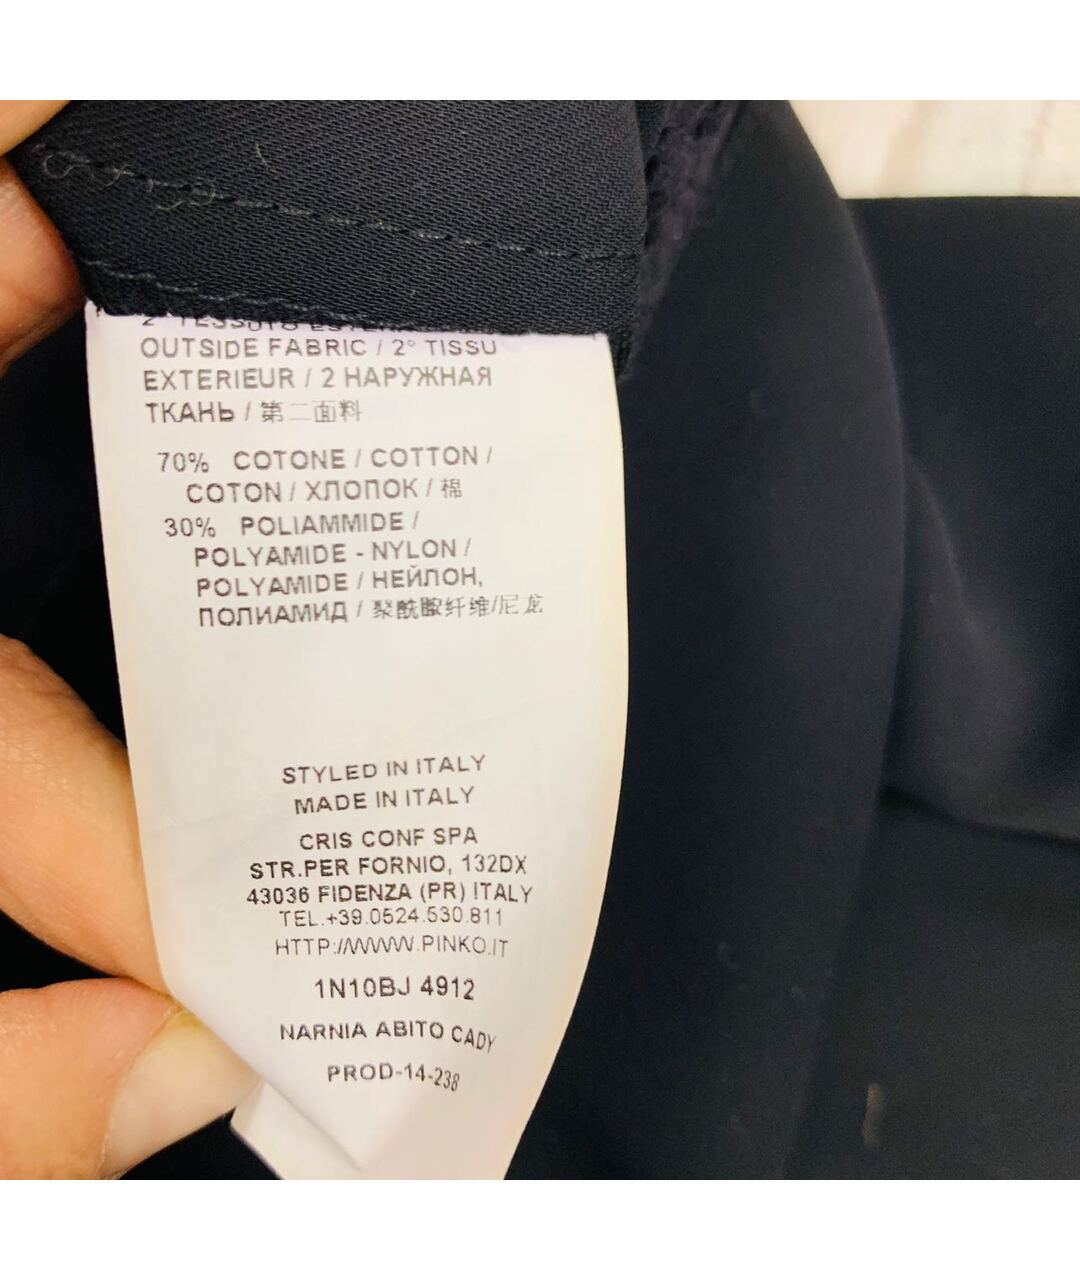 2° TESSUTO
OUTSIDE FABRIC / 2° TISSU
EXTERIEUR / 2 НАРУЖНАЯ
ТКАНЬ / 第二面料
70% COTONE / COTTON /
COTON / ХЛОПОК / 棉
30% POLIAMMIDE /
POLYAMIDE - NYLON /
POLYAMIDE / НЕЙЛОН,
ПОЛИАМИД / 聚酰胺纤维/尼龙
STYLED IN ITALY
MADE IN ITALY
CRIS CONF SPA
STR.PER FORNIO, 132DX
43036 FIDENZA (PR) ITALY
TEL.+39.0524.530.811
HTTP://WWW.PINKO.IT
1N10BJ 4912
NARNIA ABITO CADY
PROD-14-238